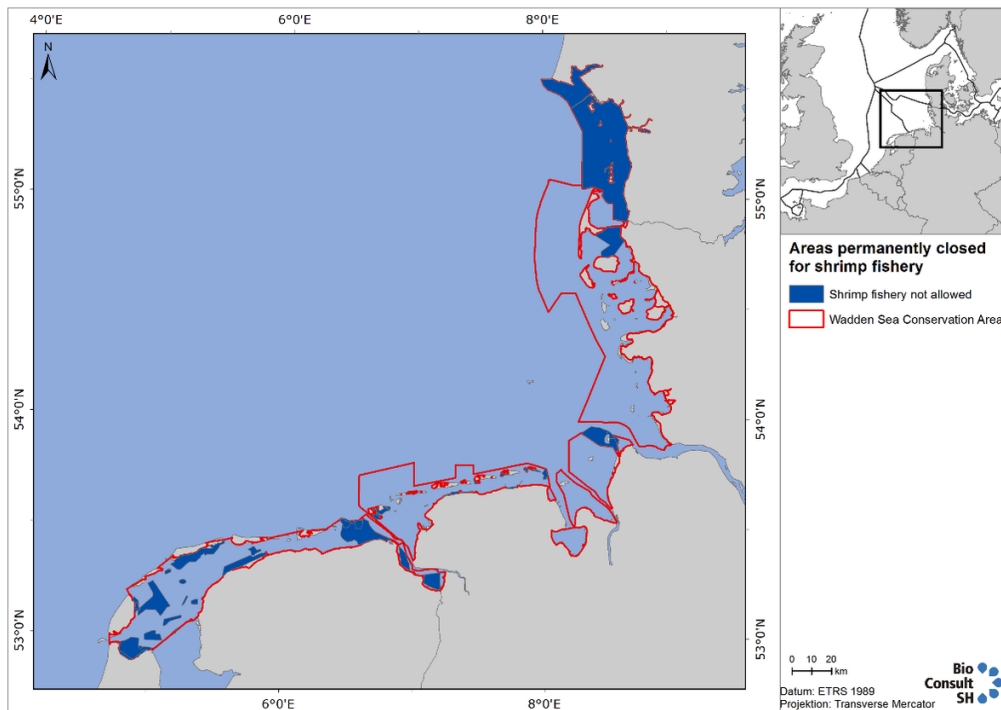 4°0'E
6°0'E
8°0'E
N
55°0'N
55°0'N
54°0'N
54°0'N
53°0'N
53°0'N
6°0'E
8°0'E
Areas permanently closed
for shrimp fishery
Shrimp fishery not allowed
Wadden Sea Conservation Area
0 10 20
km
Datum: ETRS 1989
Projektion: Transverse Mercator
Bio
Consult
SH